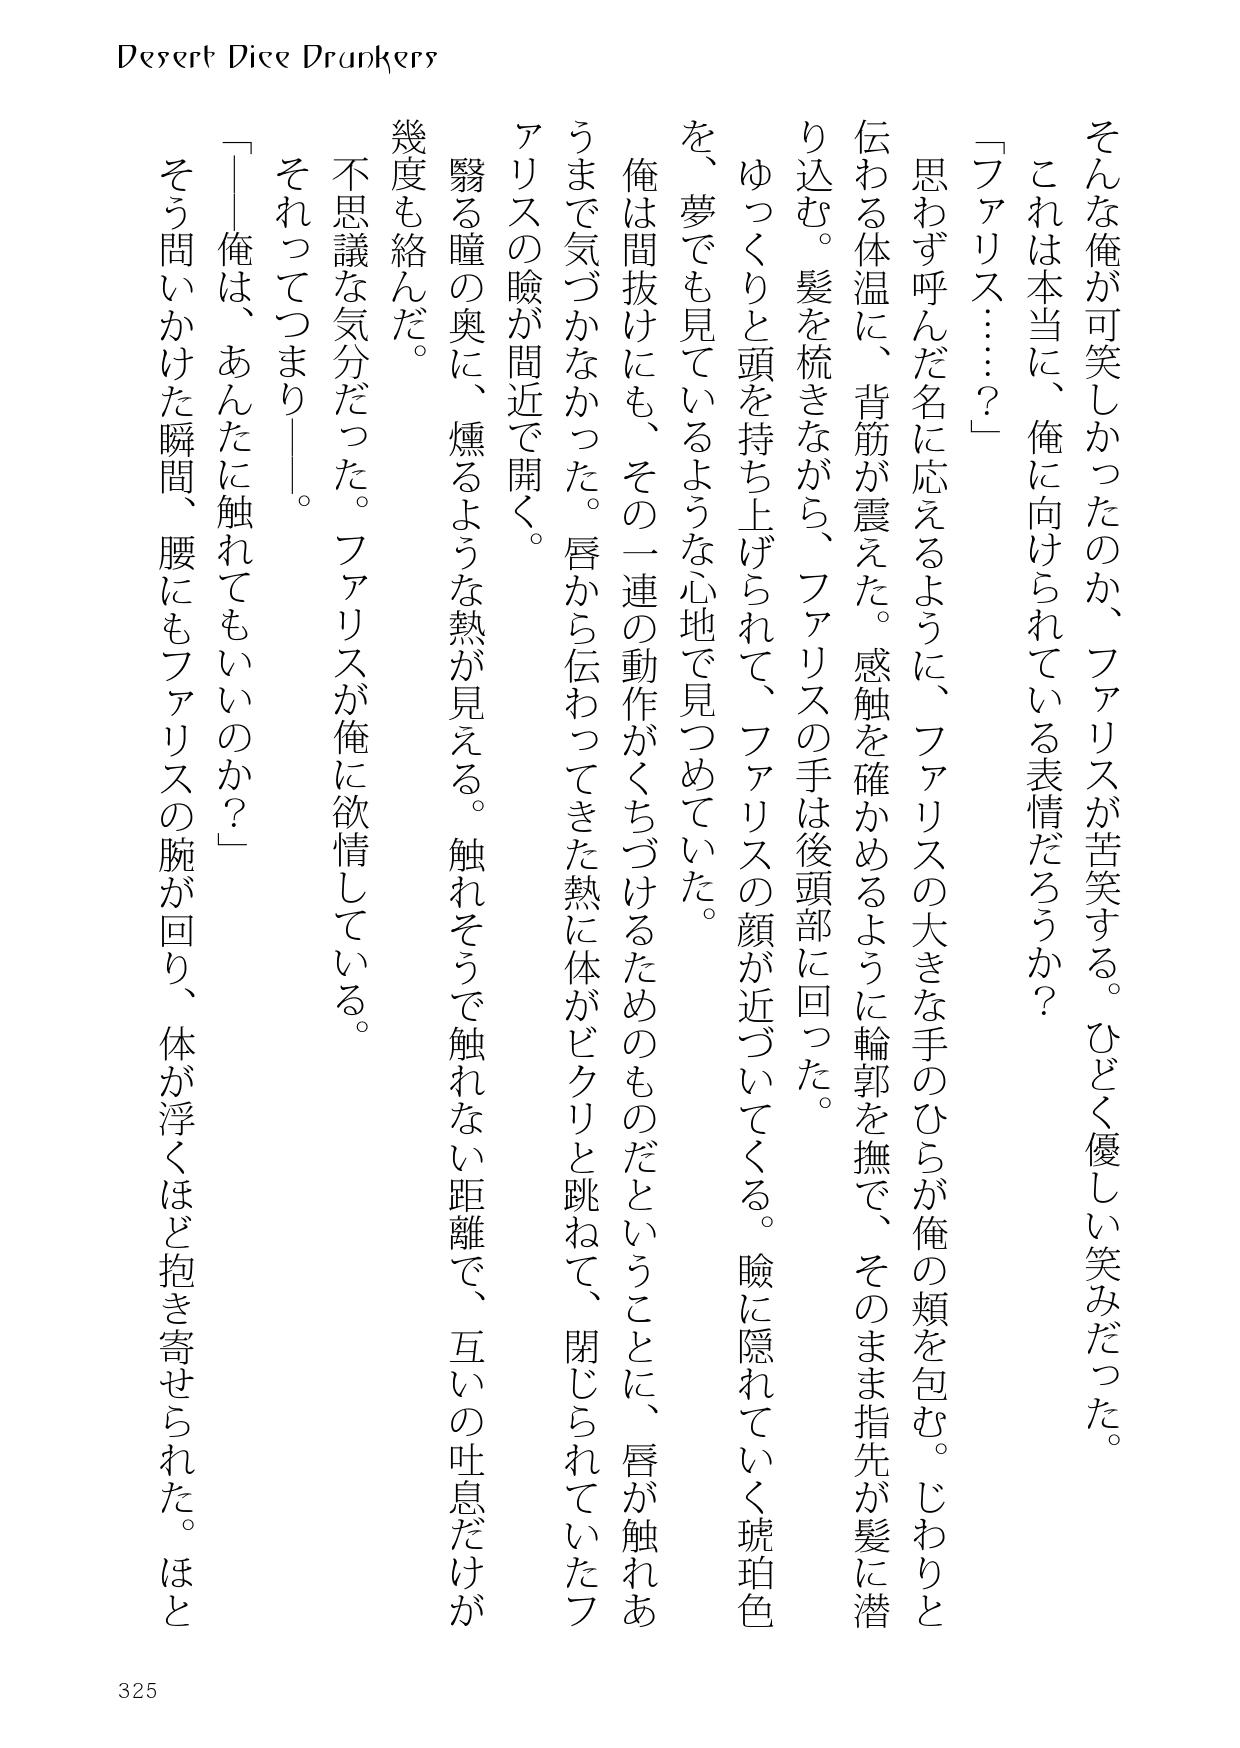 Desert Dice Drunkers
そんな俺が可笑しかったのか、ファリスが苦笑する。ひどく優しい笑みだった。
これは本当に、俺に向けられている表情だろうか？
「ファリス……？」
思わず呼んだ名に応えるように、ファリスの大きな手のひらが俺の頬を包む。じわりと
伝わる体温に、背筋が震えた。感触を確かめるように輪郭を撫で、そのまま指先が髪に潜
り込む。髪を梳きながら、ファリスの手は後頭部に回った。
ゆっくりと頭を持ち上げられて、ファリスの顔が近づいてくる。瞼に隠れていく琥珀色
を、夢でも見ているような心地で見つめていた。
俺は間抜けにも、その一連の動作がくちづけるためのものだということに、唇が触れあ
うまで気づかなかった。唇から伝わってきた熱に体がビクリと跳ねて、閉じられていたフ
ァリスの瞼が間近で開く。
翳る瞳の奥に、燻るような熱が見える。触れそうで触れない距離で、互いの吐息だけが
幾度も絡んだ。
不思議な気分だった。ファリスが俺に欲情している。
それってつまり――。
「――俺は、あんたに触れてもいいのか？」
そう問いかけた瞬間、腰にもファリスの腕が回り、体が浮くほど抱き寄せられた。ほと
325